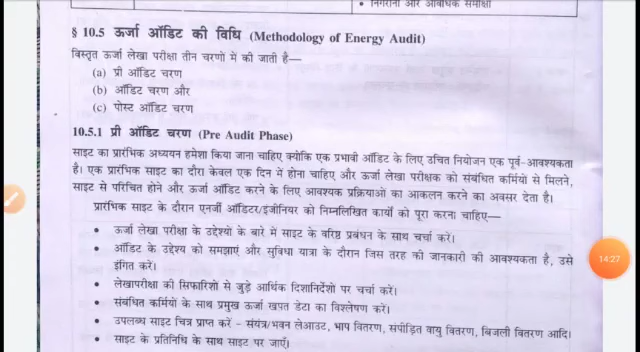 • निगरानी और आवधिक समीक्षा
§ 10.5 ऊर्जा ऑडिट की विधि (Methodology of Energy Audit)
विस्तृत ऊर्जा लेखा परीक्षा तीन चरणो में की जाती है—
(a) प्री ऑडिट चरण
(b) ऑडिट चरण और
(c) पोस्ट ऑडिट चरण
10.5.1 प्री ऑडिट चरण (Pre Audit Phase)
साइट का प्रारंभिक अध्ययन हमेशा किया जाना चाहिए क्योंकि एक प्रभावी ऑडिट के लिए उचित नियोजन एक पूर्व-आवश्यकता
है। एक प्रारंभिक साइट का दौरा केवल एक दिन में होना चाहिए और ऊर्जा लेखा परीक्षक को संबंधित कर्मियों से मिलने,
साइट से परिचित होने और ऊर्जा ऑडिट करने के लिए आवश्यक प्रक्रियाओं का आकलन करने का अवसर देता है।
प्रारंभिक साइट के दौरान एनर्जी ऑडिटर/इंजीनियर को निम्नलिखित कार्यों को पूरा करना चाहिए—
• ऊर्जा लेखा परीक्षा के उद्देश्यों के बारे में साइट के वरिष्ठ प्रबंधन के साथ चर्चा करें।
• ऑडिट के उद्देश्य को समझाएं और सुविधा यात्रा के दौरान जिस तरह की जानकारी की आवश्यकता है, उसे
इंगित करें।
• लेखापरीक्षा की सिफारिशो से जुड़े आर्थिक दिशानिर्देशो पर चर्चा करें।
• संबंधित कर्मियों के साथ प्रमुख ऊर्जा खपत डेटा का विश्लेषण करें।
• उपलब्ध साइट चित्र प्राप्त करें – संयंत्र/भवन लेआउट, भाप वितरण, संपीड़ित वायु वितरण, बिजली वितरण आदि।
• साइट के प्रतिनिधि के साथ साइट पर जाएँ।
14:27